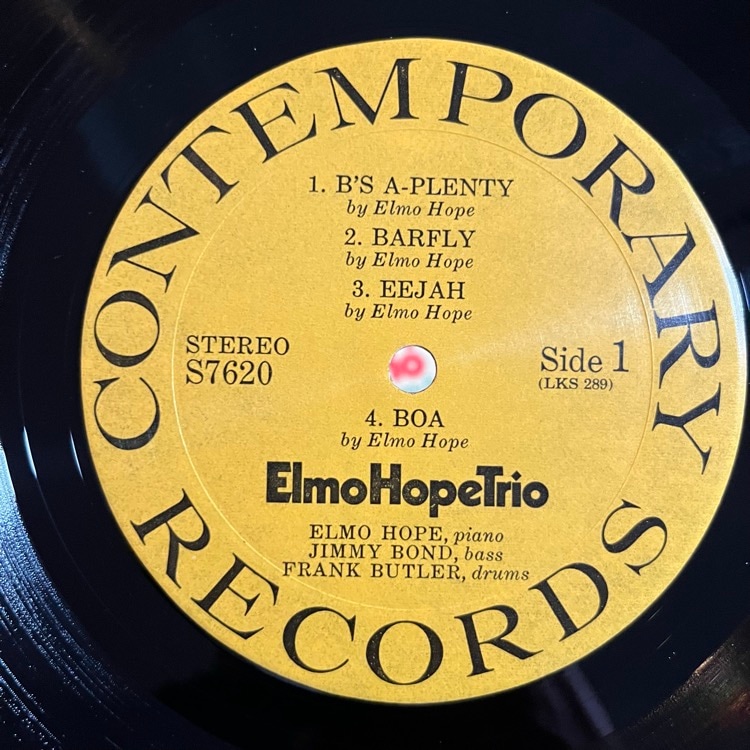 CONTEMPORARY
1. B'S A-PLENTY
by Elmo Hope
2. BARFLY
by Elmo Hope
3. EEJAH
by Elmo Hope
STEREO
S7620
Side 1
(LKS 289)
4. BOA
by Elmo Hope
ElmoHopeTrio
ELMO HOPE, piano
JIMMY BOND, bass
FRANK BUTLER, drums
RECORDS